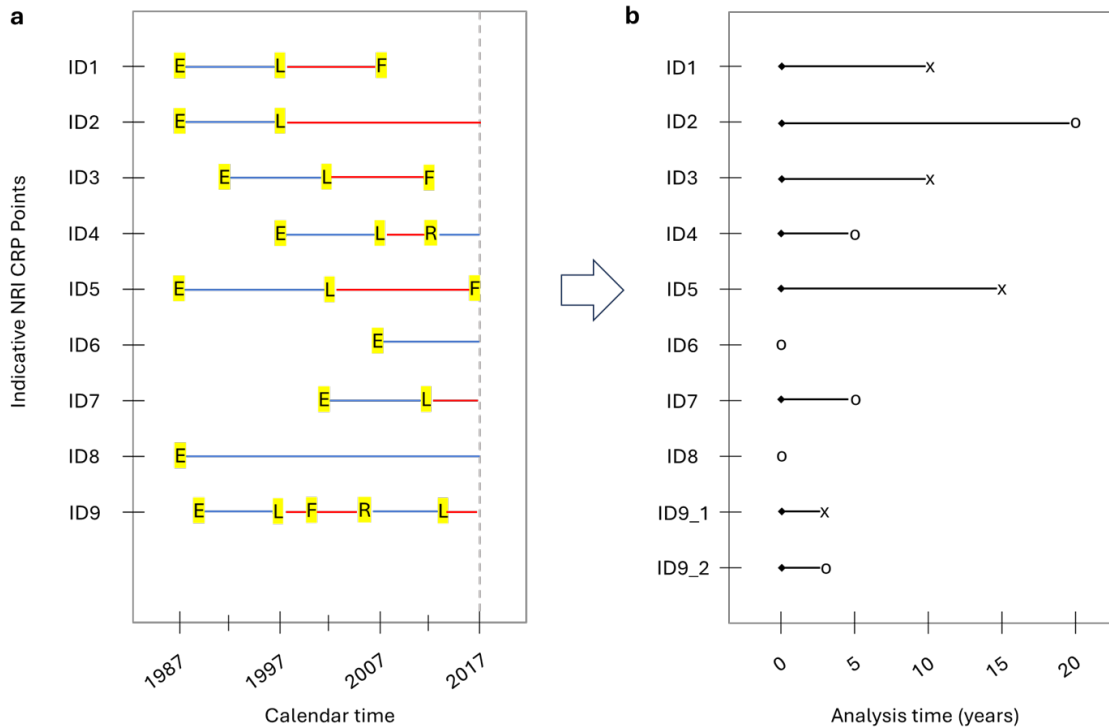 a
b
Indicative NRI CRP Points
ID1 E L F
ID2 E L
ID3 E L F
ID4 E L R
ID5 E L F
ID6 E
ID7 E L
ID8 E
ID9 E L F R L
1987 1997 2007 2017
Calendar time
ID1 x
ID2 o
ID3 x
ID4 o
ID5 x
ID6 o
ID7 o
ID8 o
ID9_1 x
ID9_2 o
0 5 10 15 20
Analysis time (years)